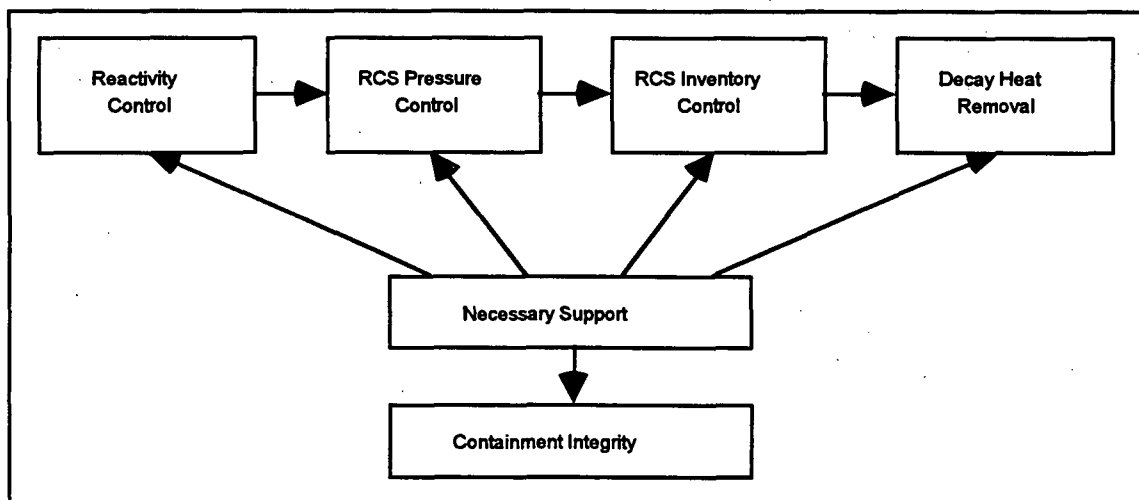 Reactivity
Control
RCS Pressure
Control
RCS Inventory
Control
Decay Heat
Removal
Necessary Support
Containment Integrity